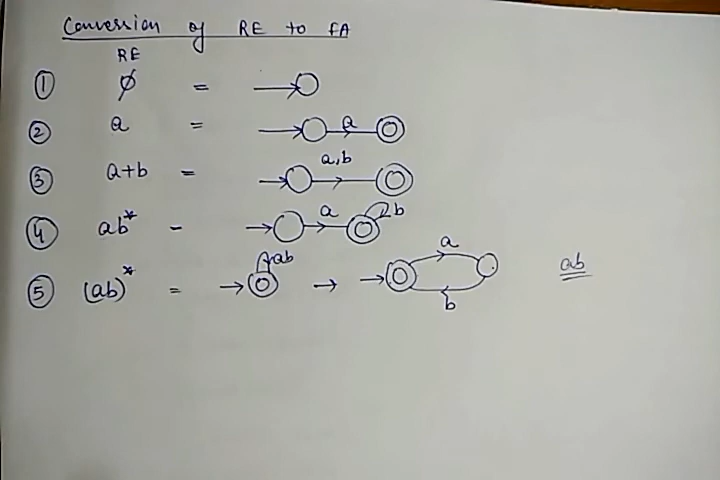 Conversion of RE to FA
RE
① ϕ =
② a = a
③ a+b = a,b
④ ab* - a b
⑤ (ab)* = ab → a b ab